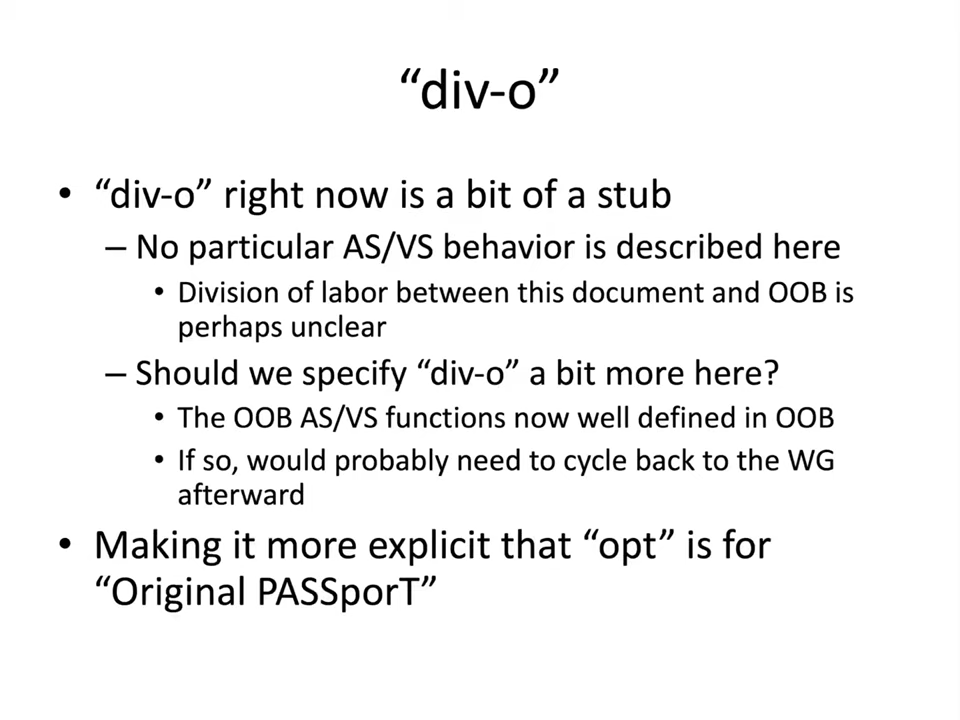 “div-o”
• “div-o” right now is a bit of a stub
– No particular AS/VS behavior is described here
• Division of labor between this document and OOB is
perhaps unclear
– Should we specify “div-o” a bit more here?
• The OOB AS/VS functions now well defined in OOB
• If so, would probably need to cycle back to the WG
afterward
• Making it more explicit that “opt” is for
“Original PASSporT”